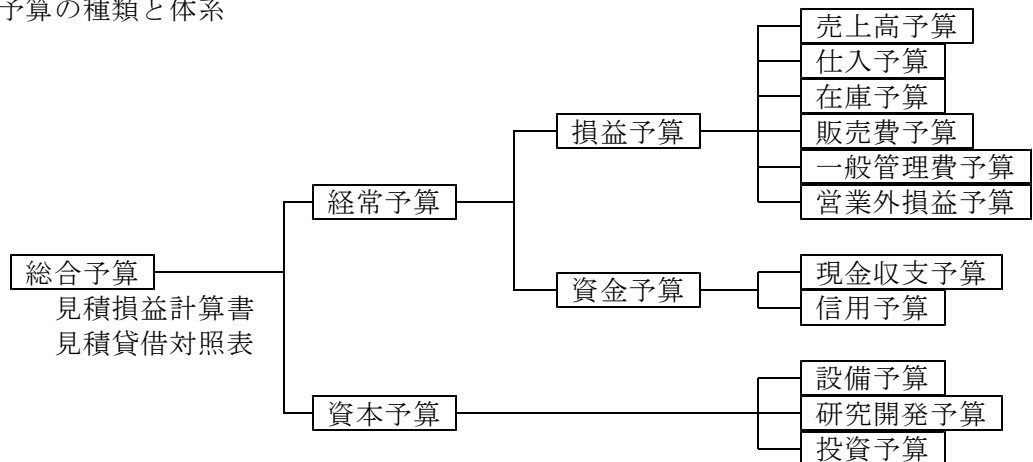 予算の種類と体系
売上高予算
仕入予算
在庫予算
損益予算
販売費予算
一般管理費予算
経常予算
営業外損益予算
総合予算
現金収支予算
見積損益計算書
資金予算
信用予算
見積貸借対照表
設備予算
資本予算
研究開発予算
投資予算